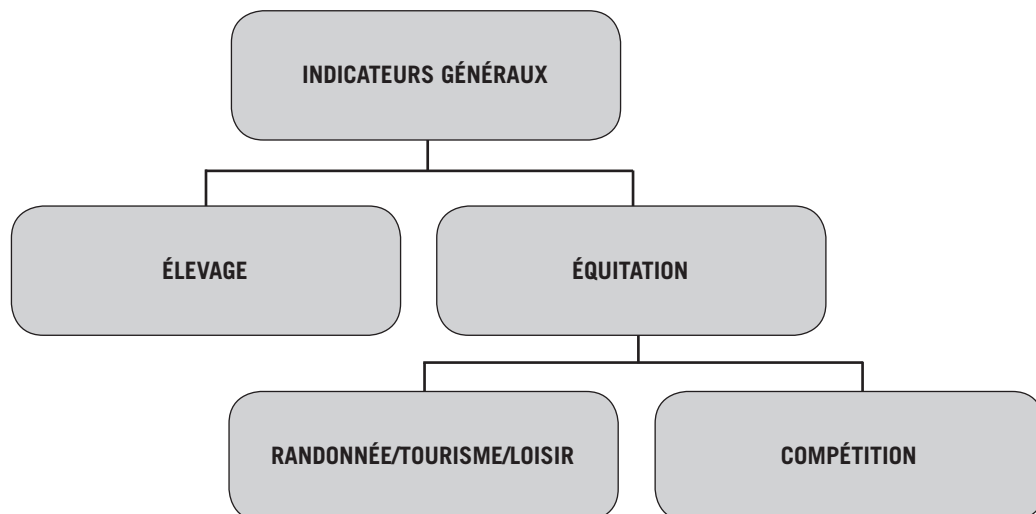 INDICATEURS GÉNÉRAUX
ÉLEVAGE
ÉQUITATION
RANDONNÉE/TOURISME/LOISIR
COMPÉTITION